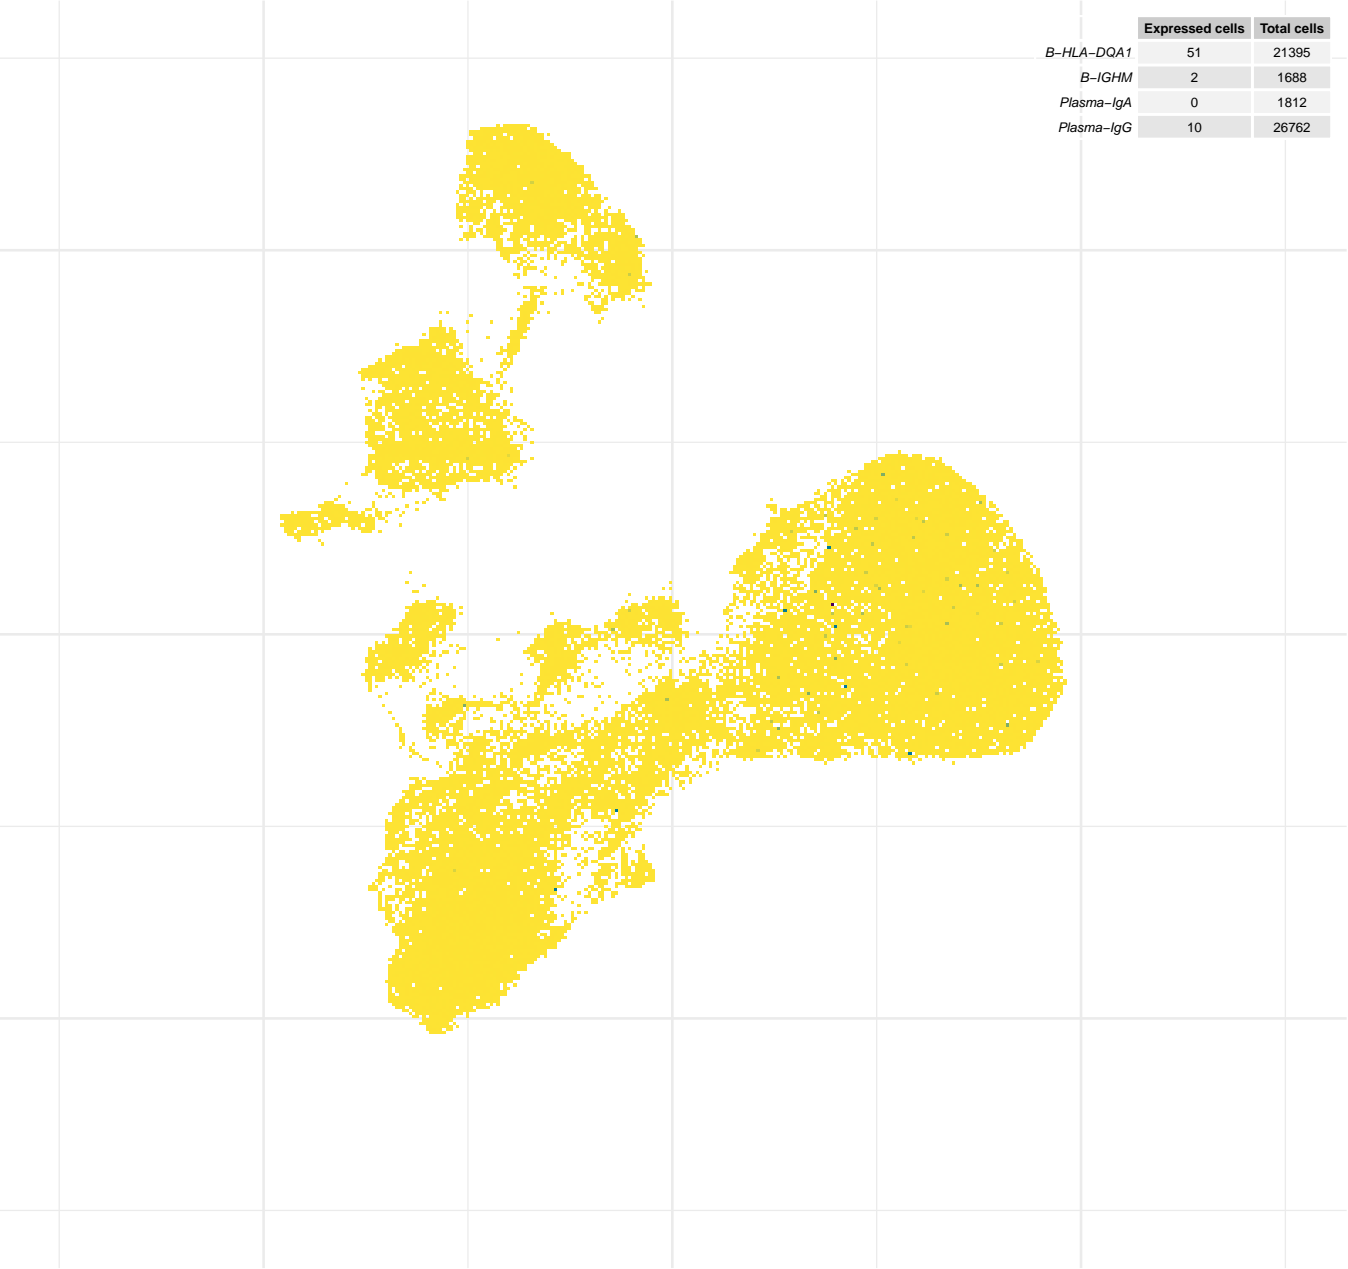 Expressed cells Total cells
B−HLA−DQA1 51 21395
B−IGHM 2 1688
Plasma−IgA 0 1812
Plasma−IgG 10 26762